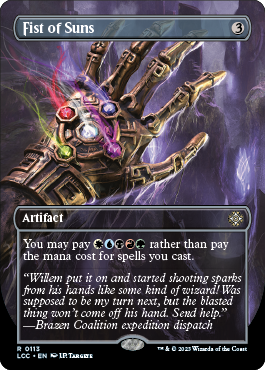 Fist of Suns 3
Artifact
You may pay rather than pay
the mana cost for spells you cast.
“Willem put it on and started shooting sparks
from his hands like some kind of wizard! Was
supposed to be my turn next, but the blasted
thing won’t come off his hand. Send help.”
—Brazen Coalition expedition dispatch
R 0113
LCC • EN I.P. Targets
™ & © 2023 Wizards of the Coast